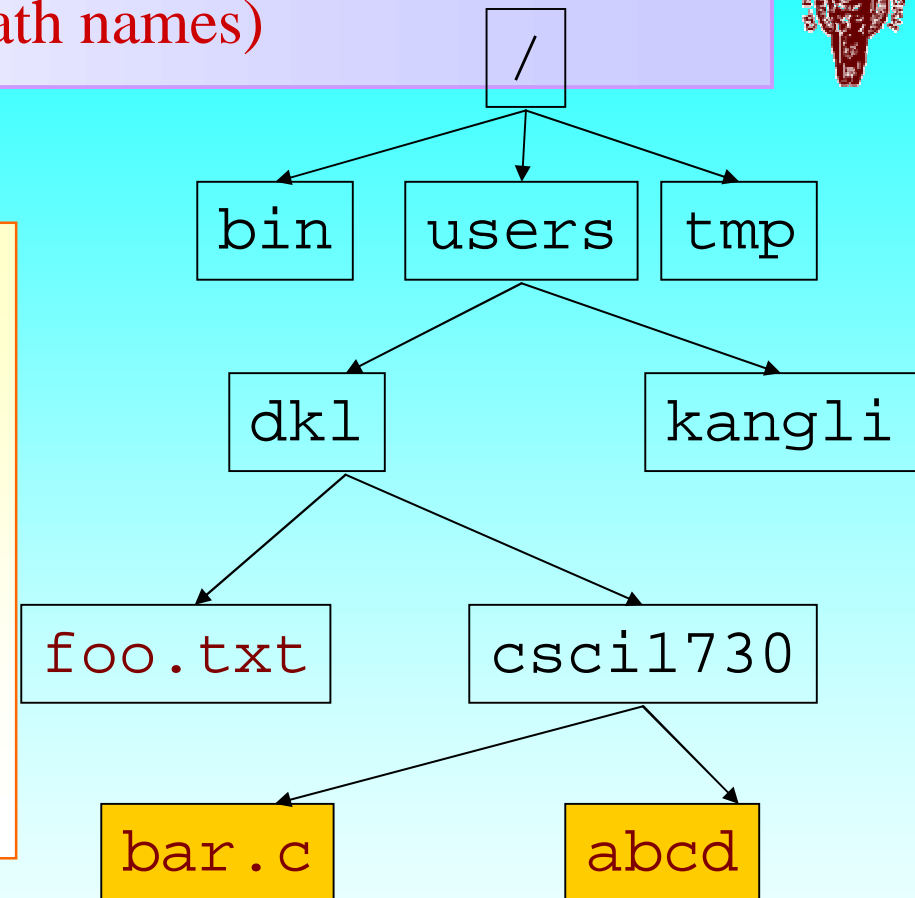 ath names)
/
bin users tmp
dkl kangli
foo.txt csci1730
bar.c abcd